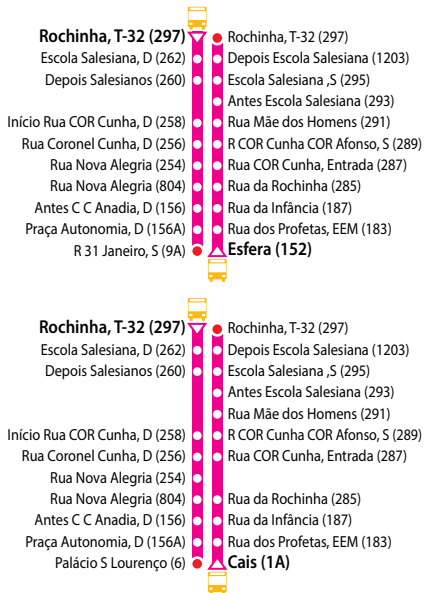 Rochinha, T-32 (297)
Escola Salesiana, D (262)
Depois Salesianos (260)
Início Rua COR Cunha, D (258)
Rua Coronel Cunha, D (256)
Rua Nova Alegria (254)
Rua Nova Alegria (804)
Antes C C Anadia, D (156)
Praça Autonomia, D (156A)
R 31 Janeiro, S (9A)
Rochinha, T-32 (297)
Depois Escola Salesiana (1203)
Escola Salesiana ,S (295)
Antes Escola Salesiana (293)
Rua Mãe dos Homens (291)
R COR Cunha COR Afonso, S (289)
Rua COR Cunha, Entrada (287)
Rua da Rochinha (285)
Rua da Infância (187)
Rua dos Profetas, EEM (183)
Esfera (152)
Rochinha, T-32 (297)
Escola Salesiana, D (262)
Depois Salesianos (260)
Início Rua COR Cunha, D (258)
Rua Coronel Cunha, D (256)
Rua Nova Alegria (254)
Rua Nova Alegria (804)
Antes C C Anadia, D (156)
Praça Autonomia, D (156A)
Palácio S Lourenço (6)
Rochinha, T-32 (297)
Depois Escola Salesiana (1203)
Escola Salesiana ,S (295)
Antes Escola Salesiana (293)
Rua Mãe dos Homens (291)
R COR Cunha COR Afonso, S (289)
Rua COR Cunha, Entrada (287)
Rua da Rochinha (285)
Rua da Infância (187)
Rua dos Profetas, EEM (183)
Cais (1A)